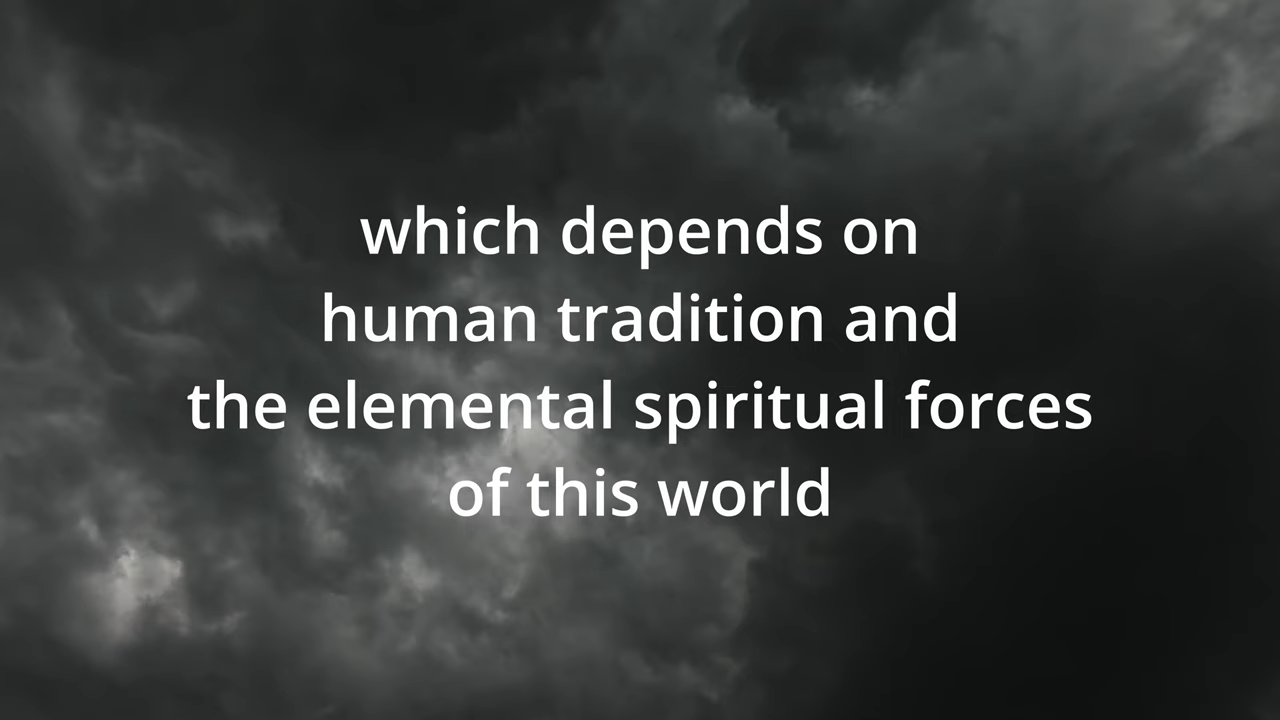 which depends on
human tradition and
the elemental spiritual forces
of this world